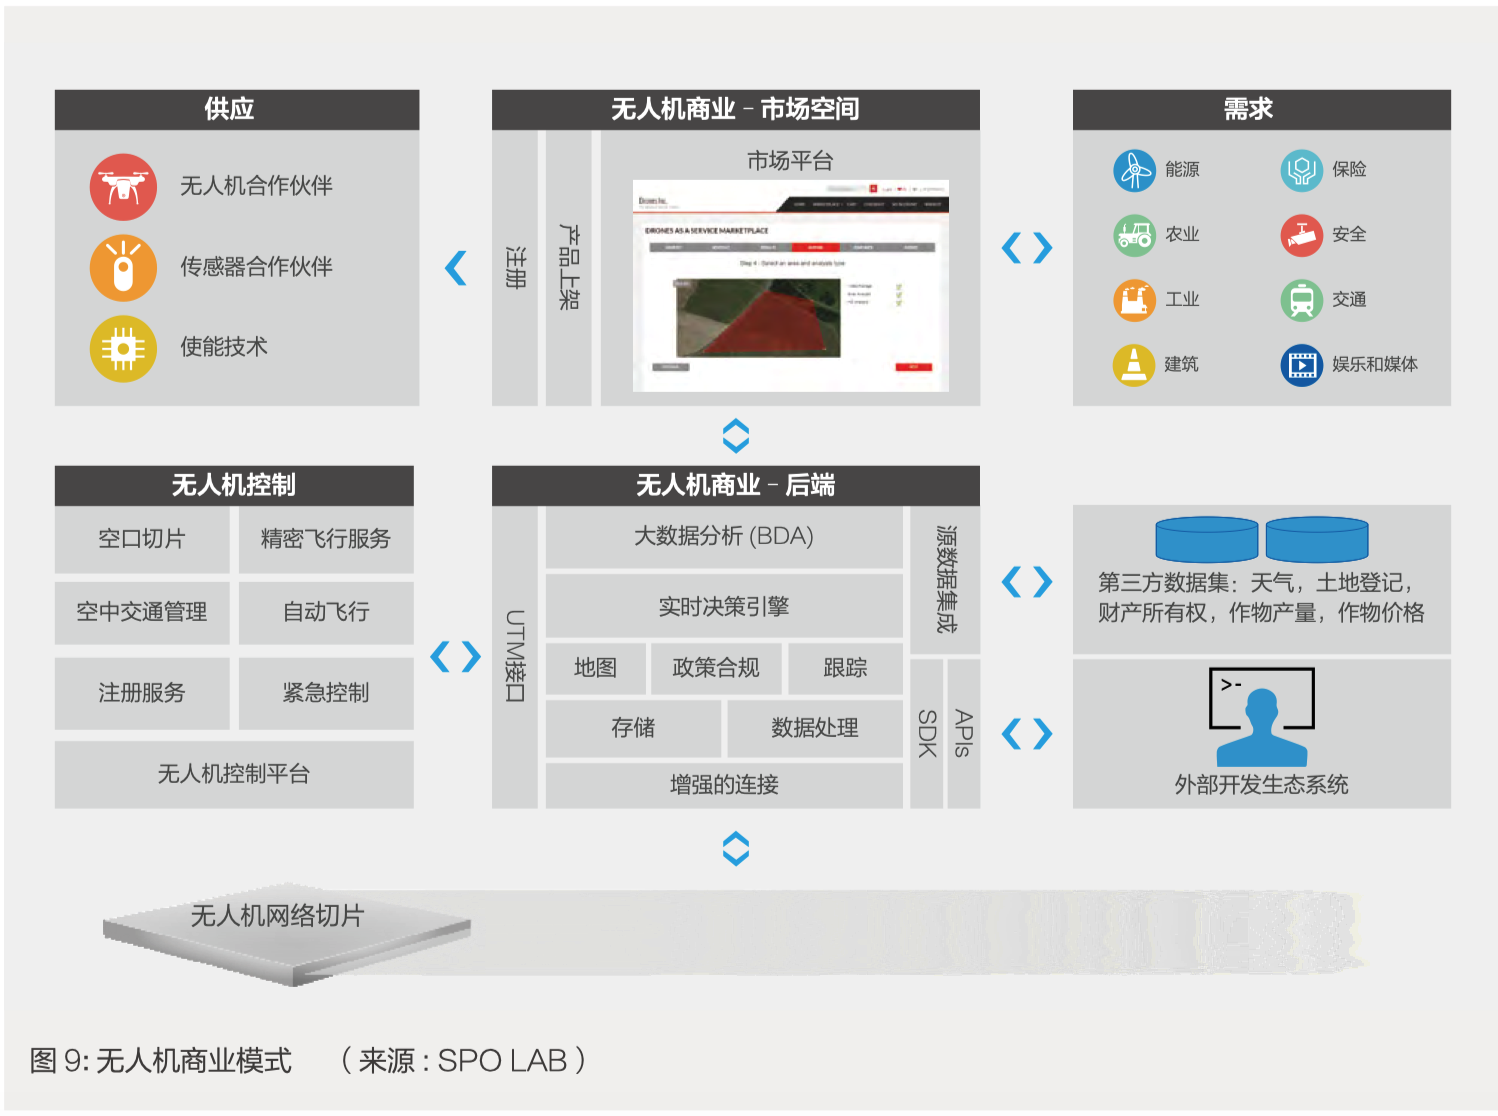 供应
无人机合作伙伴
传感器合作伙伴
使能技术
无人机商业 - 市场空间
注册
产品上架
市场平台
Drones Inc.
DRONES AS A SERVICE MARKETPLACE
Step 4 - Select an area and analysis type
需求
能源
保险
农业
安全
工业
交通
建筑
娱乐和媒体
无人机控制
空口切片
精密飞行服务
空中交通管理
自动飞行
注册服务
紧急控制
无人机控制平台
无人机商业 - 后端
UTM接口
大数据分析 (BDA)
实时决策引擎
地图
政策合规
跟踪
存储
数据处理
增强的连接
源数据集成
SDK
APIs
第三方数据集：天气，土地登记，
财产所有权，作物产量，作物价格
>-
外部开发生态系统
无人机网络切片
图 9: 无人机商业模式 （ 来源 : SPO LAB ）